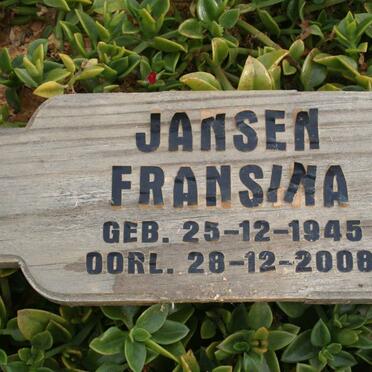 JANSEN
FRANSINA
GEB. 25-12-1945
OORL. 28-12-2008